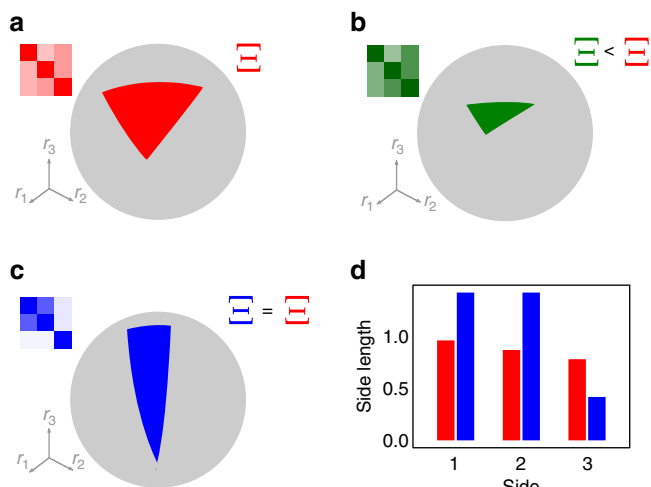 a
Ξ
r3
r1
r2
b
Ξ < Ξ
r3
r1
r2
c
Ξ = Ξ
r3
r1
r2
d
Side length
1.0
0.5
0.0
1 2 3
Side